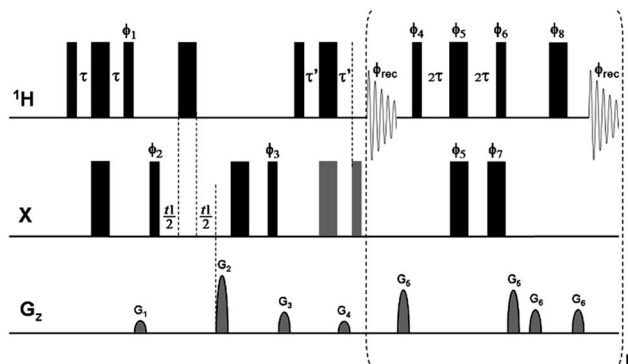 ϕ1 ϕ4 ϕ5 ϕ6 ϕ8
τ τ τ' τ' ϕrec 2τ 2τ ϕrec
¹H
ϕ2 ϕ3 ϕ5 ϕ7
X t1/2 t1/2
G1 G2 G3 G4 G5 G5 G6 G6
Gz